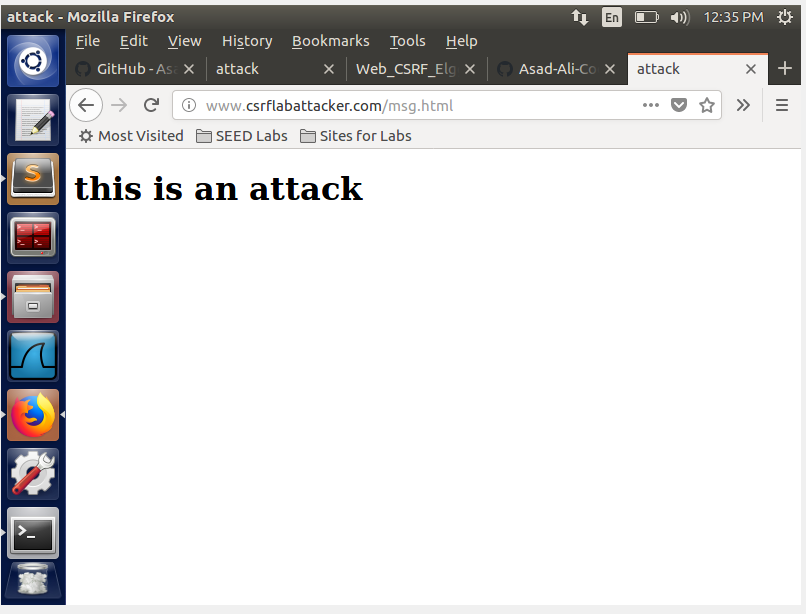 attack - Mozilla Firefox En 12:35 PM
File Edit View History Bookmarks Tools Help
GitHub - Asa attack Web_CSRF_Elg Asad-Ali-Co attack
www.csrflabattacker.com/msg.html
Most Visited SEED Labs Sites for Labs
this is an attack